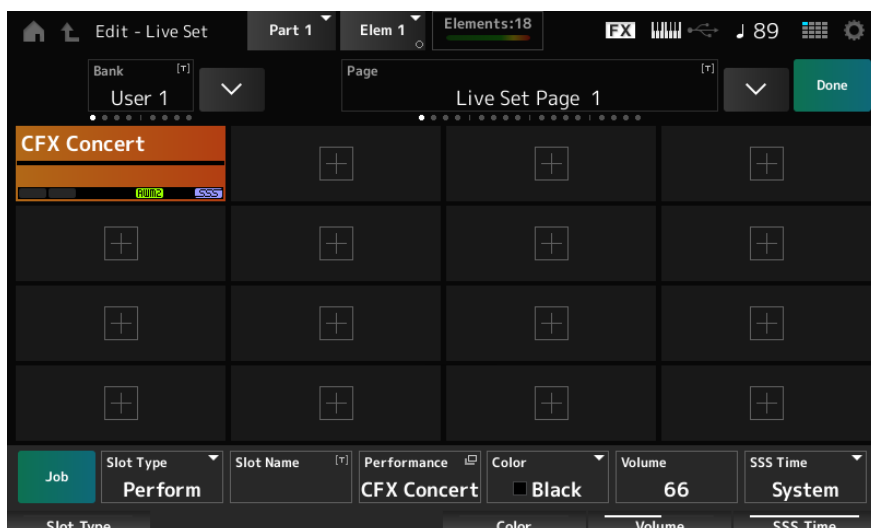 Edit - Live Set
Part 1
Elem 1
Elements:18
FX
89
Bank [T]
User 1
Page [T]
Live Set Page 1
Done
CFX Concert
AWM2 SSS
Job
Slot Type
Perform
Slot Name [T]
Performance
CFX Concert
Color
Black
Volume
66
SSS Time
System
Slot Type
Color
Volume
SSS Time